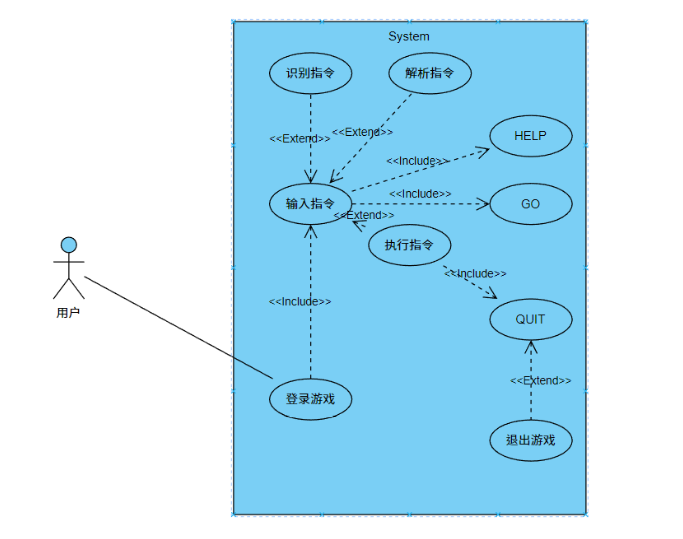 System
识别指令
解析指令
<<Extend>>
<<Extend>>
HELP
<<Include>>
<<Include>>
GO
输入指令
<<Extend>>
执行指令
<<Include>>
用户
<<Include>>
QUIT
<<Extend>>
登录游戏
退出游戏